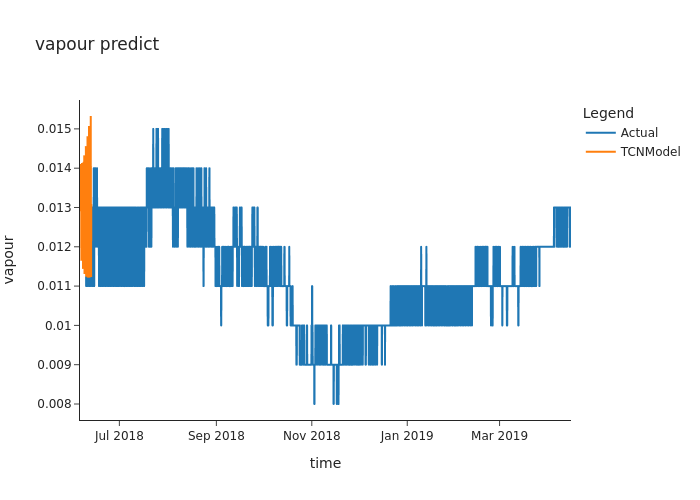 vapour predict
Legend
Actual
TCNModel
0.015
0.014
0.013
0.012
0.011
0.01
0.009
0.008
vapour
Jul 2018
Sep 2018
Nov 2018
Jan 2019
Mar 2019
time